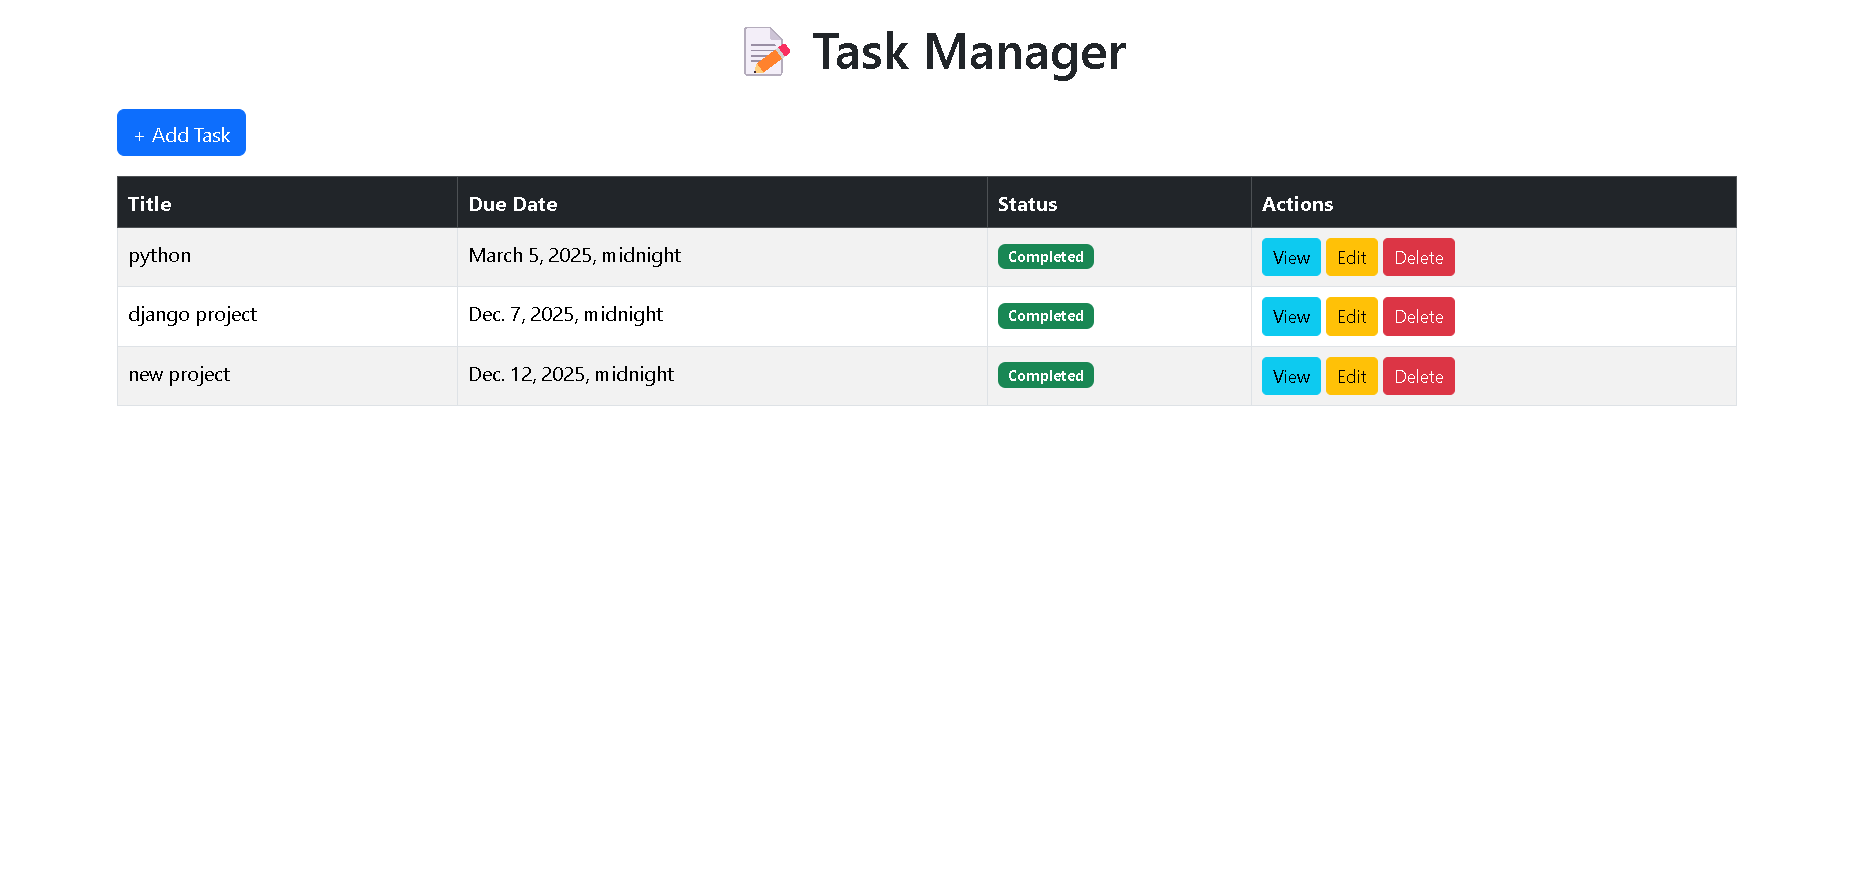 Task Manager
+ Add Task
Title Due Date Status Actions
python March 5, 2025, midnight Completed View Edit Delete
django project Dec. 7, 2025, midnight Completed View Edit Delete
new project Dec. 12, 2025, midnight Completed View Edit Delete